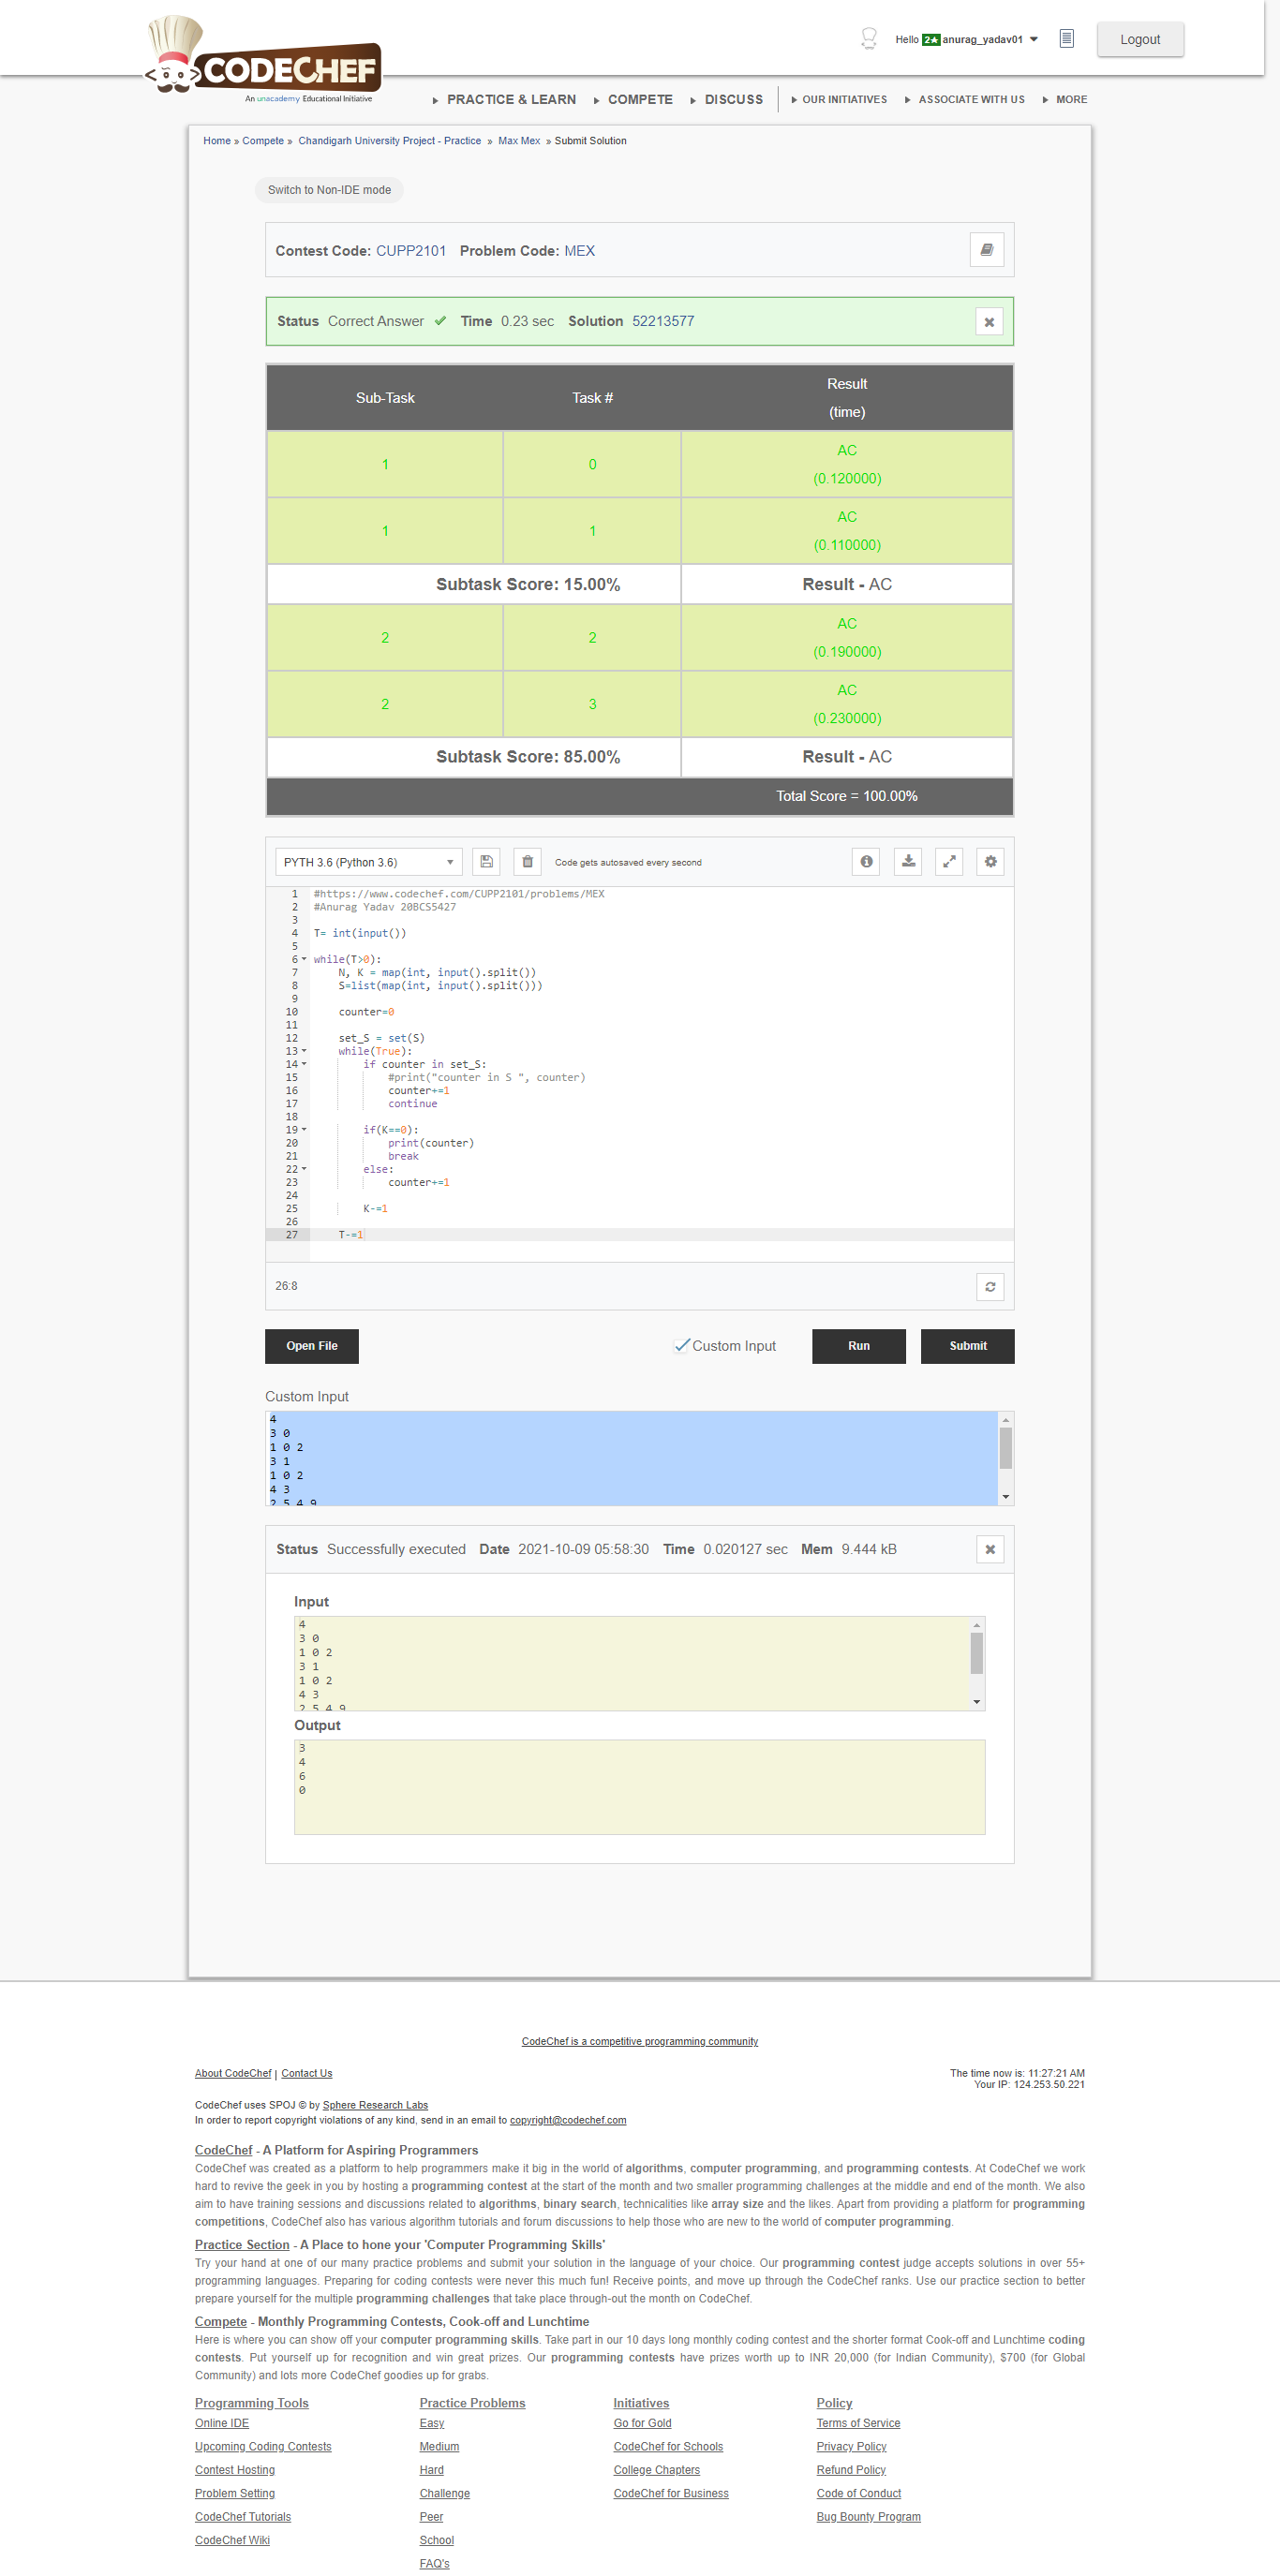 CODECHEF
An unacademy Educational Initiative
Hello 2★ anurag_yadav01
Logout
PRACTICE & LEARN COMPETE DISCUSS OUR INITIATIVES ASSOCIATE WITH US MORE
Home » Compete » Chandigarh University Project - Practice » Max Mex » Submit Solution
Switch to Non-IDE mode
Contest Code: CUPP2101 Problem Code: MEX
Status Correct Answer Time 0.23 sec Solution 52213577
Sub-Task Task # Result
(time)
1 0 AC
(0.120000)
1 1 AC
(0.110000)
Subtask Score: 15.00% Result - AC
2 2 AC
(0.190000)
2 3 AC
(0.230000)
Subtask Score: 85.00% Result - AC
Total Score = 100.00%
PYTH 3.6 (Python 3.6) Code gets autosaved every second
1 #https://www.codechef.com/CUPP2101/problems/MEX
2 #Anurag Yadav 20BCS5427
3
4 T= int(input())
5
6 while(T>0):
7     N, K = map(int, input().split())
8     S=list(map(int, input().split()))
9
10     counter=0
11
12     set_S = set(S)
13     while(True):
14         if counter in set_S:
15             #print("counter in S ", counter)
16             counter+=1
17             continue
18
19         if(K==0):
20             print(counter)
21             break
22         else:
23             counter+=1
24
25         K-=1
26
27     T-=1
26:8
Open File Custom Input Run Submit
Custom Input
4
3 0
1 0 2
3 1
1 0 2
4 3
2 5 4 9
Status Successfully executed Date 2021-10-09 05:58:30 Time 0.020127 sec Mem 9.444 kB
Input
4
3 0
1 0 2
3 1
1 0 2
4 3
2 5 4 9
Output
3
4
6
0
CodeChef is a competitive programming community
About CodeChef | Contact Us
The time now is: 11:27:21 AM
Your IP: 124.253.50.221
CodeChef uses SPOJ © by Sphere Research Labs
In order to report copyright violations of any kind, send in an email to copyright@codechef.com
CodeChef - A Platform for Aspiring Programmers
CodeChef was created as a platform to help programmers make it big in the world of algorithms, computer programming, and programming contests. At CodeChef we work
hard to revive the geek in you by hosting a programming contest at the start of the month and two smaller programming challenges at the middle and end of the month. We also
aim to have training sessions and discussions related to algorithms, binary search, technicalities like array size and the likes. Apart from providing a platform for programming
competitions, CodeChef also has various algorithm tutorials and forum discussions to help those who are new to the world of computer programming.
Practice Section - A Place to hone your 'Computer Programming Skills'
Try your hand at one of our many practice problems and submit your solution in the language of your choice. Our programming contest judge accepts solutions in over 55+
programming languages. Preparing for coding contests were never this much fun! Receive points, and move up through the CodeChef ranks. Use our practice section to better
prepare yourself for the multiple programming challenges that take place through-out the month on CodeChef.
Compete - Monthly Programming Contests, Cook-off and Lunchtime
Here is where you can show off your computer programming skills. Take part in our 10 days long monthly coding contest and the shorter format Cook-off and Lunchtime coding
contests. Put yourself up for recognition and win great prizes. Our programming contests have prizes worth up to INR 20,000 (for Indian Community), $700 (for Global
Community) and lots more CodeChef goodies up for grabs.
Programming Tools Practice Problems Initiatives Policy
Online IDE Easy Go for Gold Terms of Service
Upcoming Coding Contests Medium CodeChef for Schools Privacy Policy
Contest Hosting Hard College Chapters Refund Policy
Problem Setting Challenge CodeChef for Business Code of Conduct
CodeChef Tutorials Peer Bug Bounty Program
CodeChef Wiki School
FAQ's